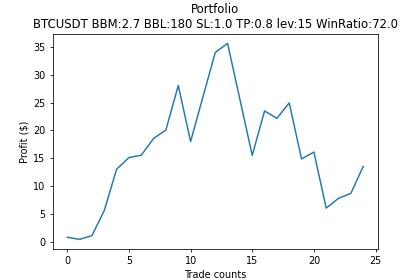 Portfolio
BTCUSDT BBM:2.7 BBL:180 SL:1.0 TP:0.8 lev:15 WinRatio:72.0
35
30
25
20
15
10
5
0
Profit ($)
0 5 10 15 20 25
Trade counts